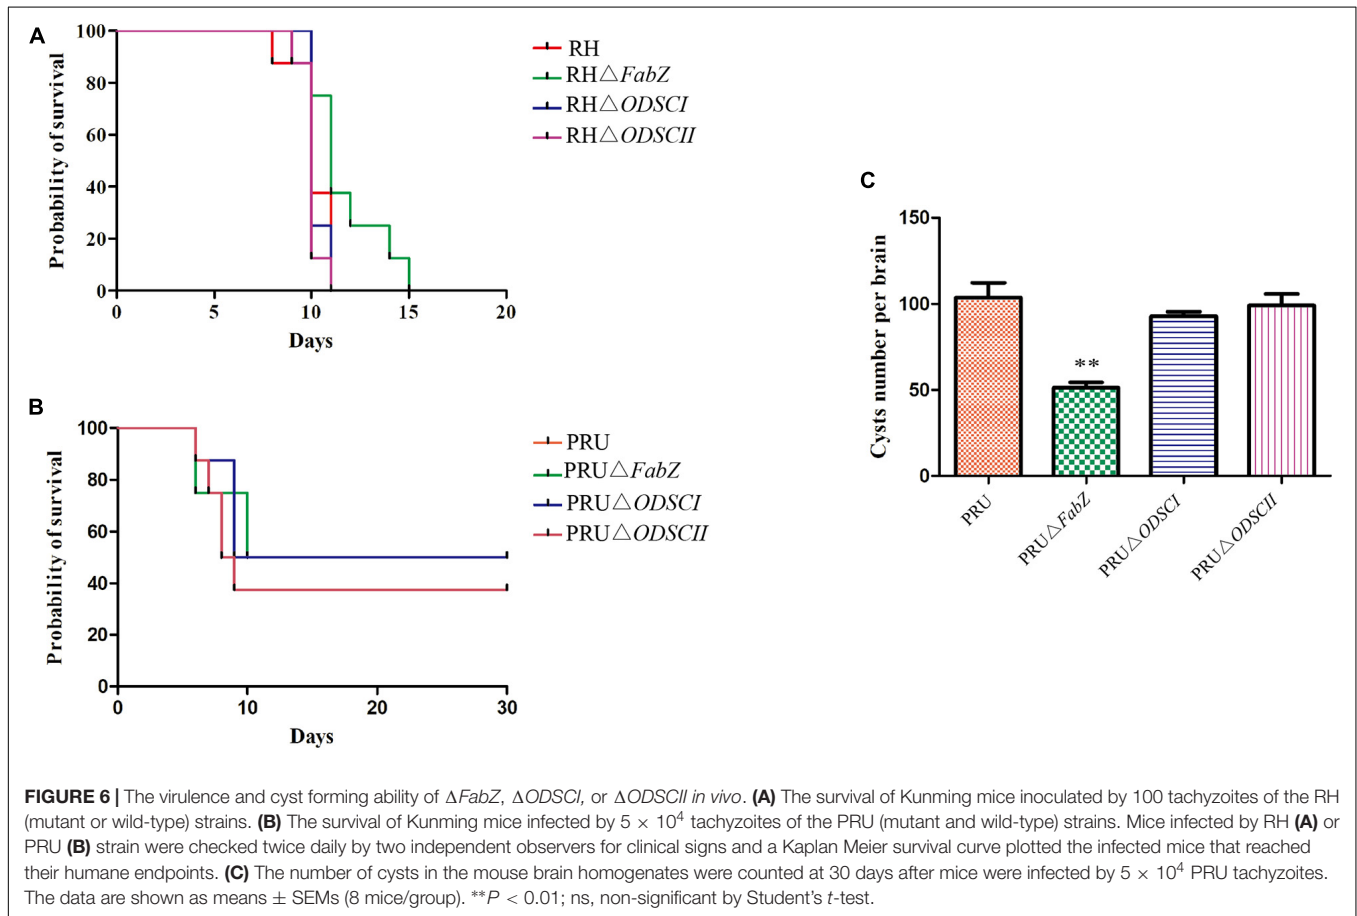 A
Probability of survival
100
80
60
40
20
0
0 5 10 15 20
Days
RH
RH△FabZ
RH△ODSCI
RH△ODSCII
B
Probability of survival
100
80
60
40
20
0
0 10 20 30
Days
PRU
PRU△FabZ
PRU△ODSCI
PRU△ODSCII
C
Cysts number per brain
150
100
50
0
**
PRU
PRU△FabZ
PRU△ODSCI
PRU△ODSCII
FIGURE 6 | The virulence and cyst forming ability of ΔFabZ, ΔODSCI, or ΔODSCII in vivo. (A) The survival of Kunming mice inoculated by 100 tachyzoites of the RH
(mutant or wild-type) strains. (B) The survival of Kunming mice infected by 5 × 10⁴ tachyzoites of the PRU (mutant and wild-type) strains. Mice infected by RH (A) or
PRU (B) strain were checked twice daily by two independent observers for clinical signs and a Kaplan Meier survival curve plotted the infected mice that reached
their humane endpoints. (C) The number of cysts in the mouse brain homogenates were counted at 30 days after mice were infected by 5 × 10⁴ PRU tachyzoites.
The data are shown as means ± SEMs (8 mice/group). **P < 0.01; ns, non-significant by Student's t-test.